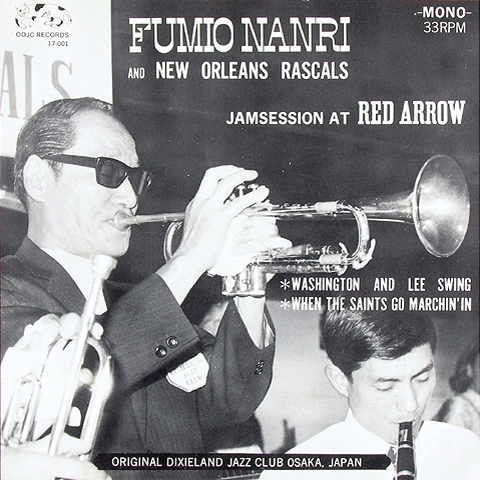 ODJC RECORDS
17-001
-MONO-
33RPM
FUMIO NANRI
AND NEW ORLEANS RASCALS
JAMSESSION AT RED ARROW
ALS
*WASHINGTON AND LEE SWING
*WHEN THE SAINTS GO MARCHIN'IN
ORIGINAL DIXIELAND JAZZ CLUB OSAKA, JAPAN